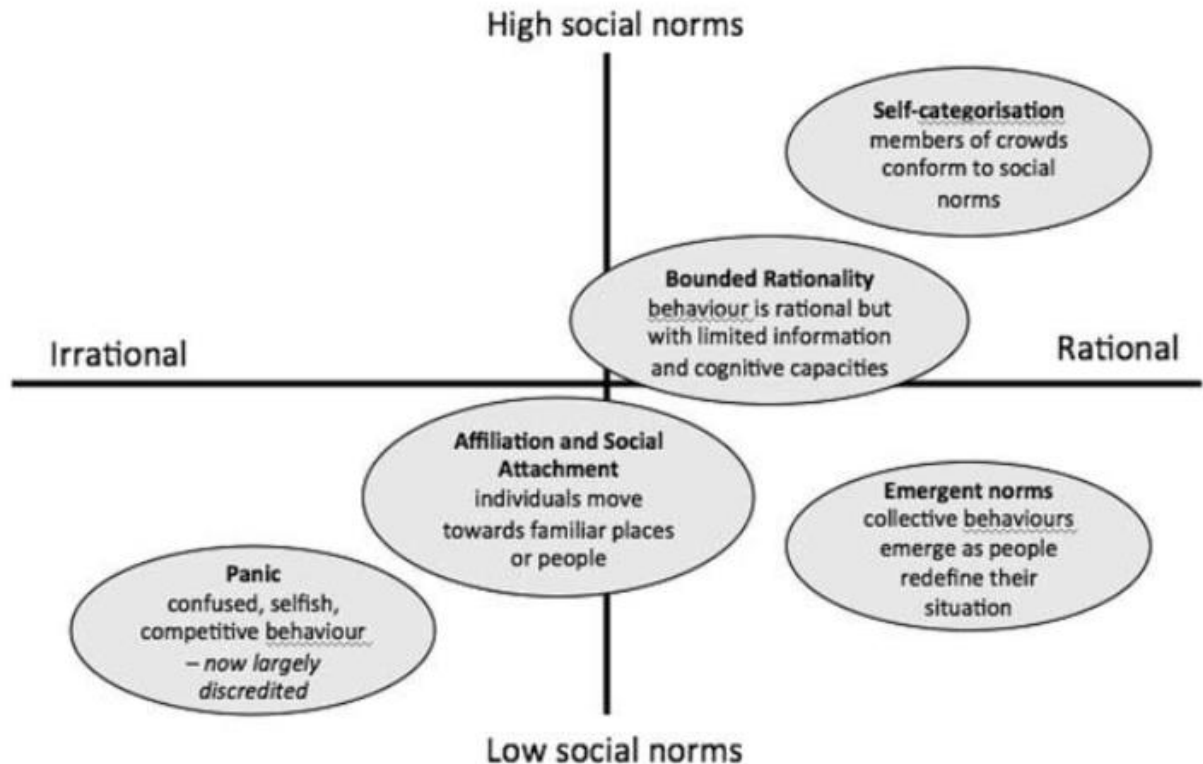 High social norms
Self-categorisation
members of crowds
conform to social
norms
Bounded Rationality
behaviour is rational but
with limited information
and cognitive capacities
Irrational
Rational
Affiliation and Social
Attachment
individuals move
towards familiar places
or people
Emergent norms
collective behaviours
emerge as people
redefine their
situation
Panic
confused, selfish,
competitive behaviour
– now largely
discredited
Low social norms